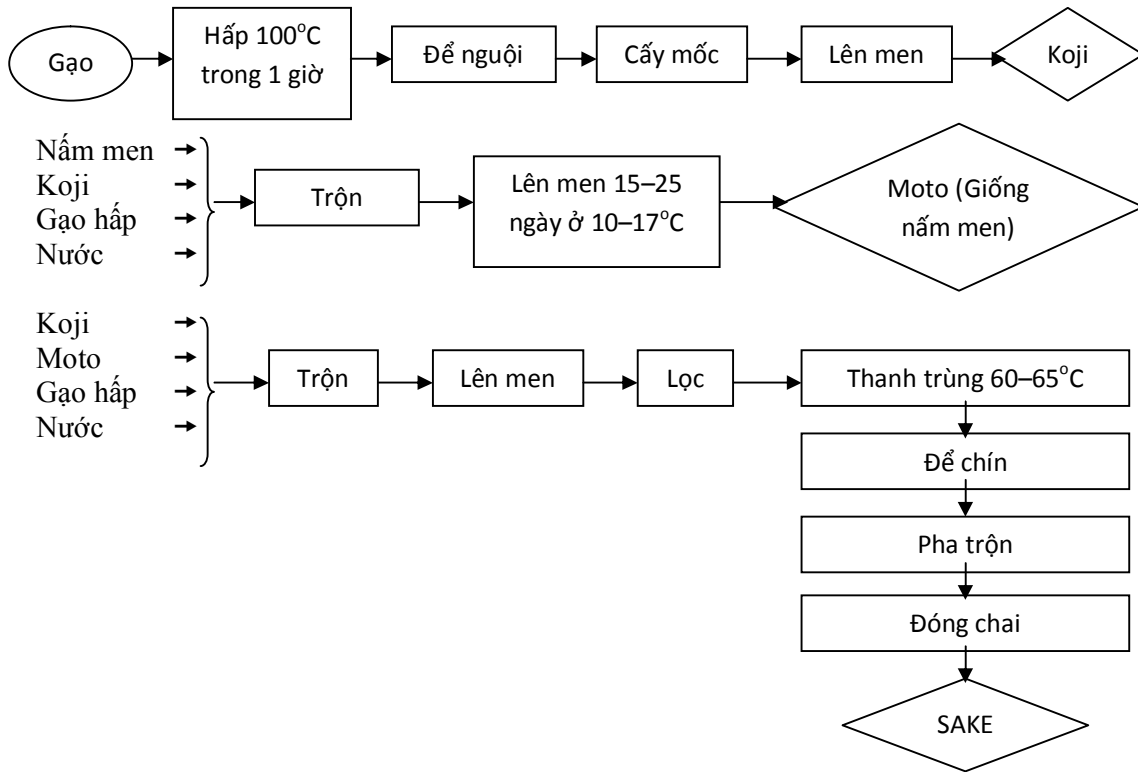 Gạo
Hấp 100°C
trong 1 giờ
Để nguội
Cấy mốc
Lên men
Koji
Nấm men
Koji
Gạo hấp
Nước
Trộn
Lên men 15–25
ngày ở 10–17°C
Moto (Giống
nấm men)
Koji
Moto
Gạo hấp
Nước
Trộn
Lên men
Lọc
Thanh trùng 60–65°C
Để chín
Pha trộn
Đóng chai
SAKE